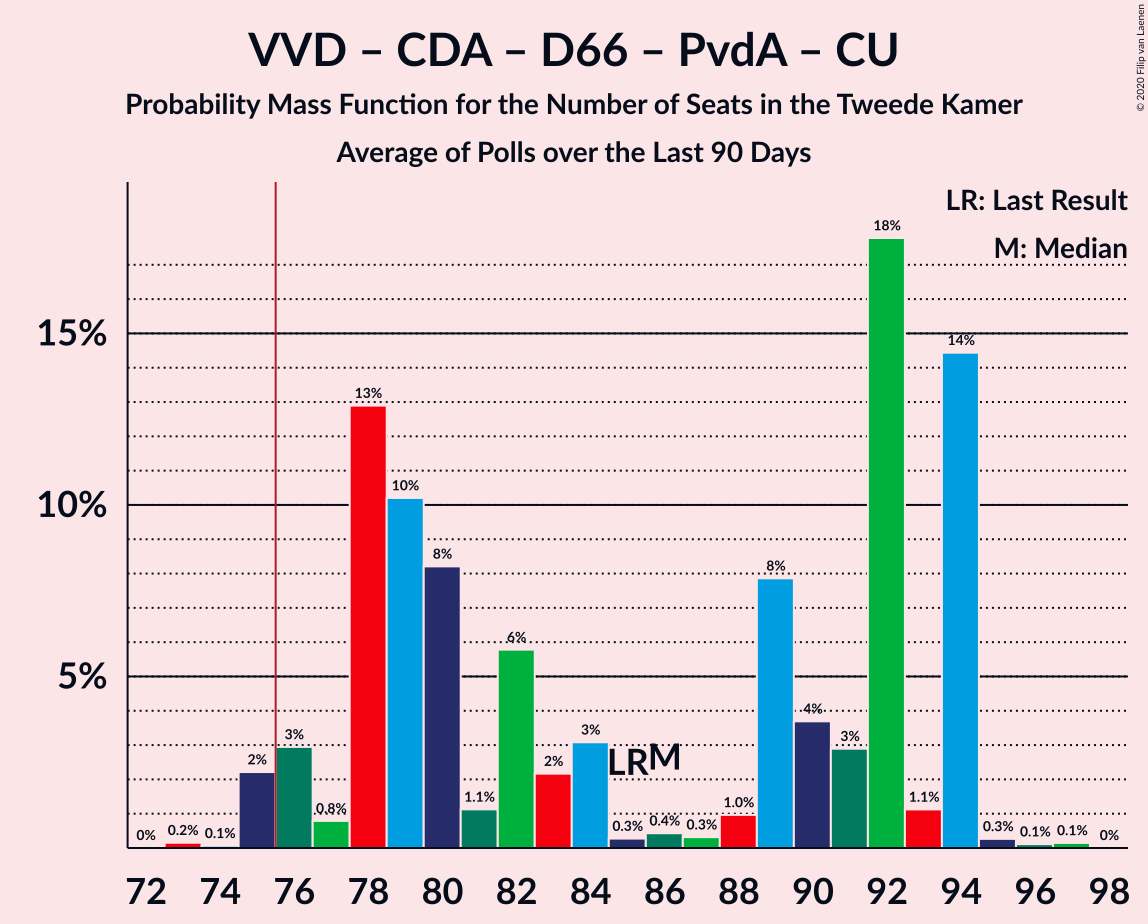 © 2020 Filip van Laenen
VVD – CDA – D66 – PvdA – CU
Probability Mass Function for the Number of Seats in the Tweede Kamer
Average of Polls over the Last 90 Days
LR: Last Result
M: Median
15%
10%
5%
0% 0.2% 0.1% 2% 3% 0.8% 13% 10% 8% 1.1% 6% 2% 3% 0.3% 0.4% 0.3% 1.0% 8% 4% 3% 18% 1.1% 14% 0.3% 0.1% 0.1% 0%
LR M
72 74 76 78 80 82 84 86 88 90 92 94 96 98